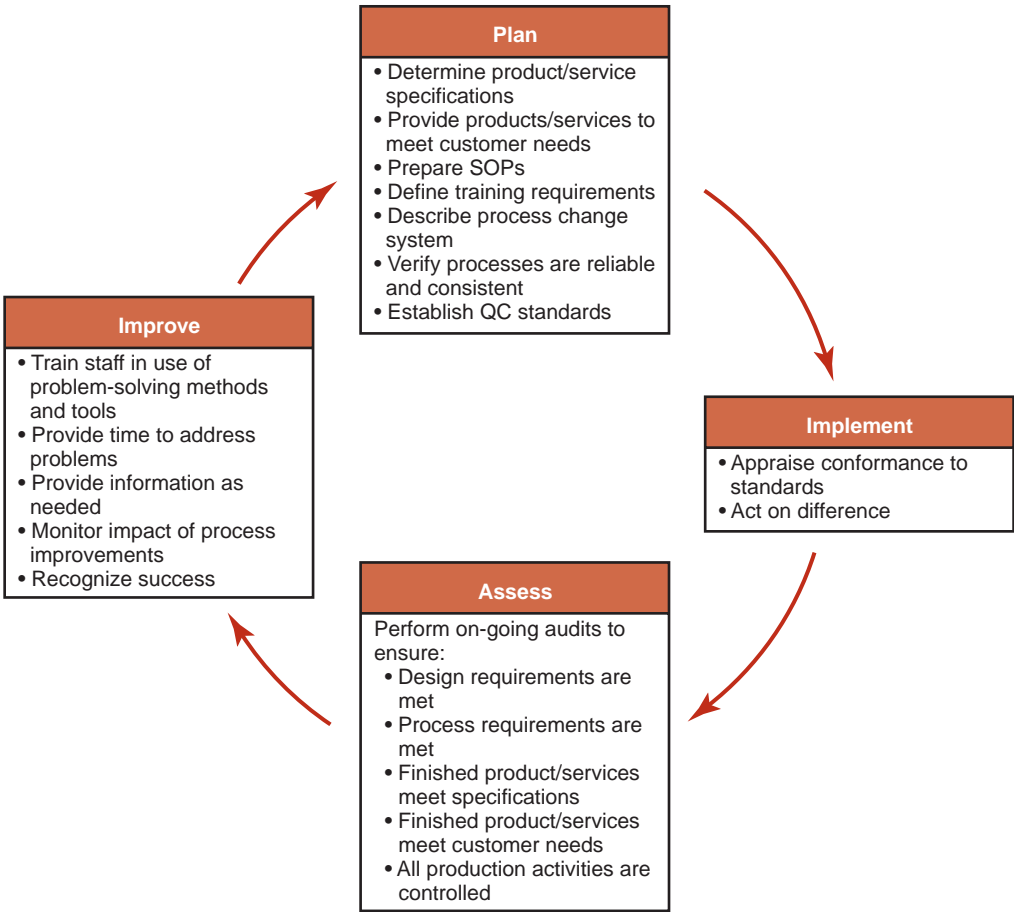 Plan
• Determine product/service
specifications
• Provide products/services to
meet customer needs
• Prepare SOPs
• Define training requirements
• Describe process change
system
• Verify processes are reliable
and consistent
• Establish QC standards
Implement
• Appraise conformance to
standards
• Act on difference
Assess
Perform on-going audits to
ensure:
• Design requirements are
met
• Process requirements are
met
• Finished product/services
meet specifications
• Finished product/services
meet customer needs
• All production activities are
controlled
Improve
• Train staff in use of
problem-solving methods
and tools
• Provide time to address
problems
• Provide information as
needed
• Monitor impact of process
improvements
• Recognize success